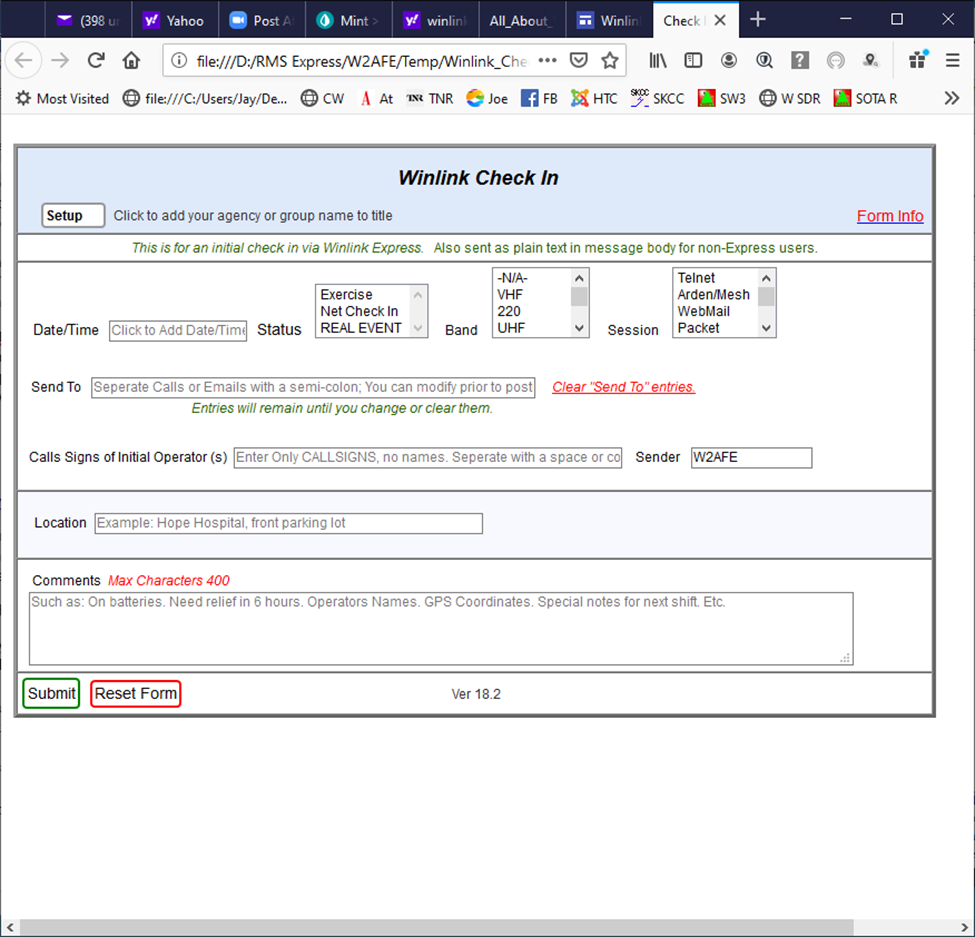 (398 u
Yahoo
Post A
Mint >
winlink
All_About_
Winlin
Check I
file:///D:/RMS Express/W2AFE/Temp/Winlink_Che
Most Visited
file:///C:/Users/Jay/De...
CW
At
TNR
TNR
Joe
FB
HTC
SKCC
SKCC
SW3
W SDR
SOTA R
Winlink Check In
Setup Click to add your agency or group name to title Form Info
This is for an initial check in via Winlink Express. Also sent as plain text in message body for non-Express users.
Date/Time Click to Add Date/Time
Status
Exercise
Net Check In
REAL EVENT
Band
-N/A-
VHF
220
UHF
Session
Telnet
Arden/Mesh
WebMail
Packet
Send To Seperate Calls or Emails with a semi-colon; You can modify prior to post Clear "Send To" entries.
Entries will remain until you change or clear them.
Calls Signs of Initial Operator (s) Enter Only CALLSIGNS, no names. Seperate with a space or co Sender W2AFE
Location Example: Hope Hospital, front parking lot
Comments Max Characters 400
Such as: On batteries. Need relief in 6 hours. Operators Names. GPS Coordinates. Special notes for next shift. Etc.
Submit Reset Form Ver 18.2